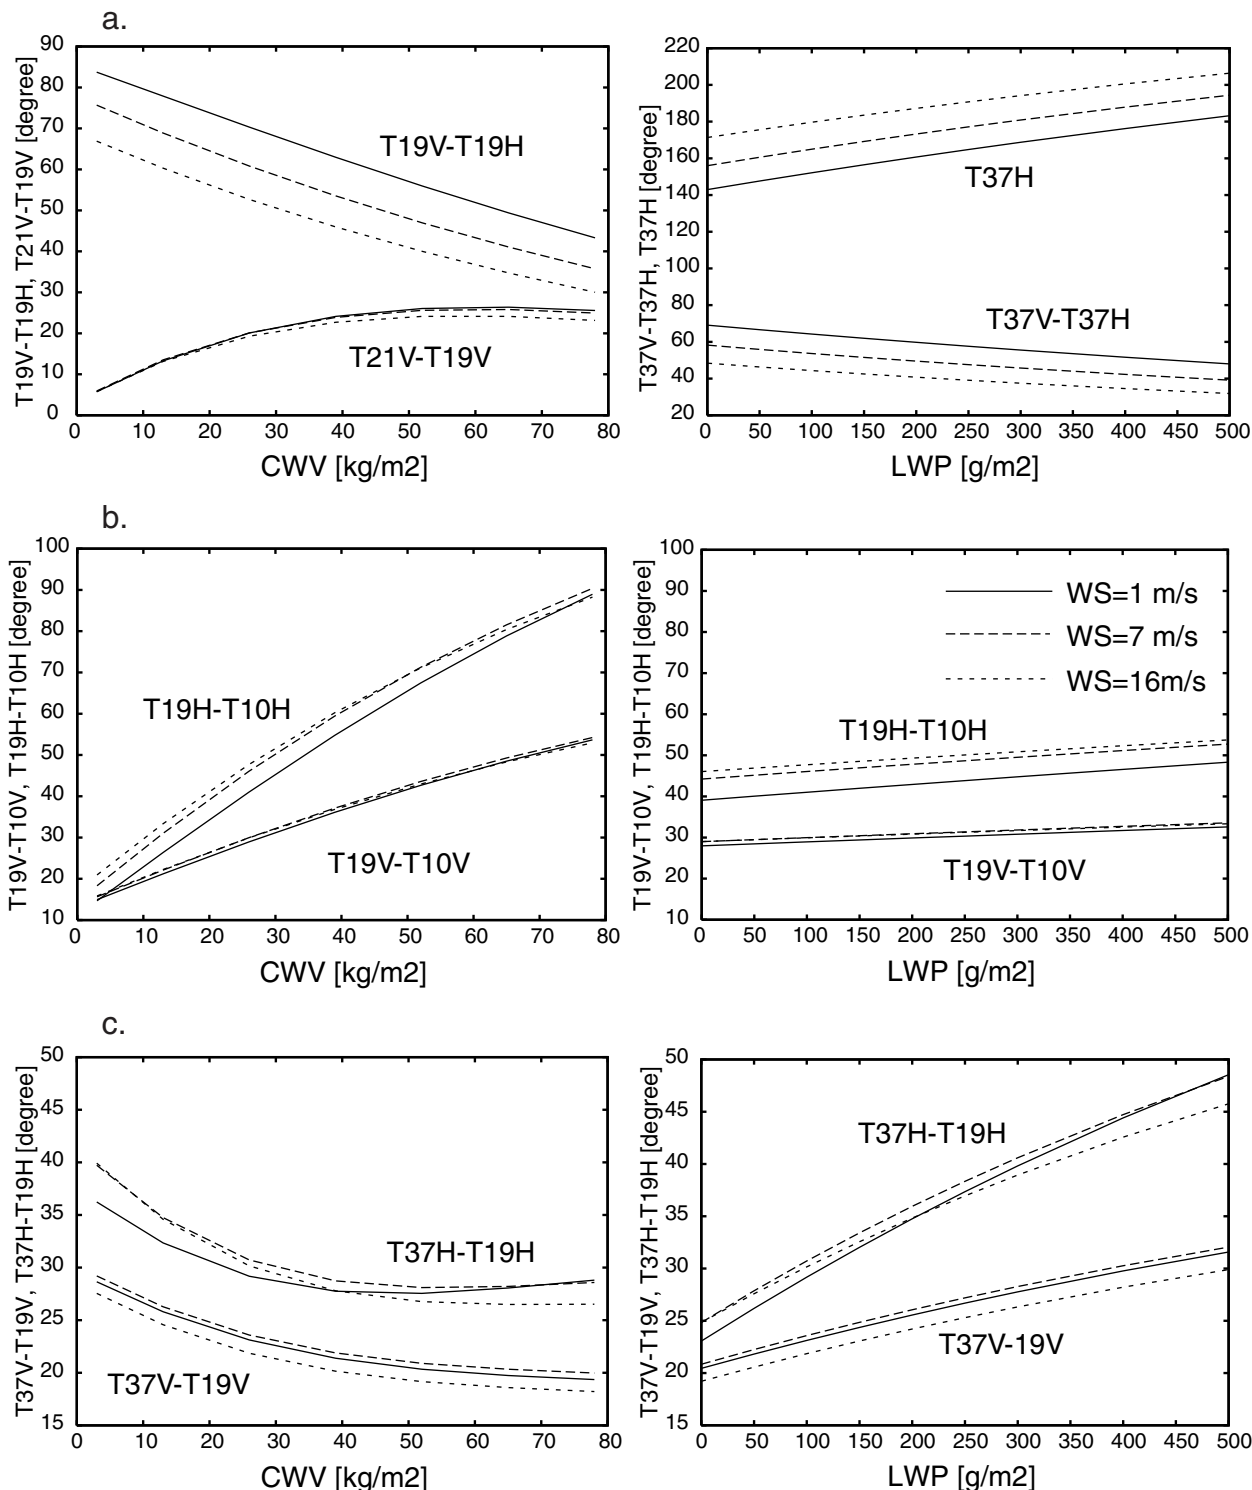 a.
T19V-T19H, T21V-T19V [degree]
90
80
70
60
50
40
30
20
10
0
T19V-T19H
T21V-T19V
0 10 20 30 40 50 60 70 80
CWV [kg/m2]
T37V-T37H, T37H [degree]
220
200
180
160
140
120
100
80
60
40
20
T37H
T37V-T37H
0 50 100 150 200 250 300 350 400 450 500
LWP [g/m2]
b.
T19V-T10V, T19H-T10H [degree]
100
90
80
70
60
50
40
30
20
10
T19H-T10H
T19V-T10V
0 10 20 30 40 50 60 70 80
CWV [kg/m2]
T19V-T10V, T19H-T10H [degree]
100
90
80
70
60
50
40
30
20
10
WS=1 m/s
WS=7 m/s
WS=16m/s
T19H-T10H
T19V-T10V
0 50 100 150 200 250 300 350 400 450 500
LWP [g/m2]
c.
T37V-T19V, T37H-T19H [degree]
50
45
40
35
30
25
20
15
T37H-T19H
T37V-T19V
0 10 20 30 40 50 60 70 80
CWV [kg/m2]
T37V-T19V, T37H-T19H [degree]
50
45
40
35
30
25
20
15
T37H-T19H
T37V-19V
0 50 100 150 200 250 300 350 400 450 500
LWP [g/m2]